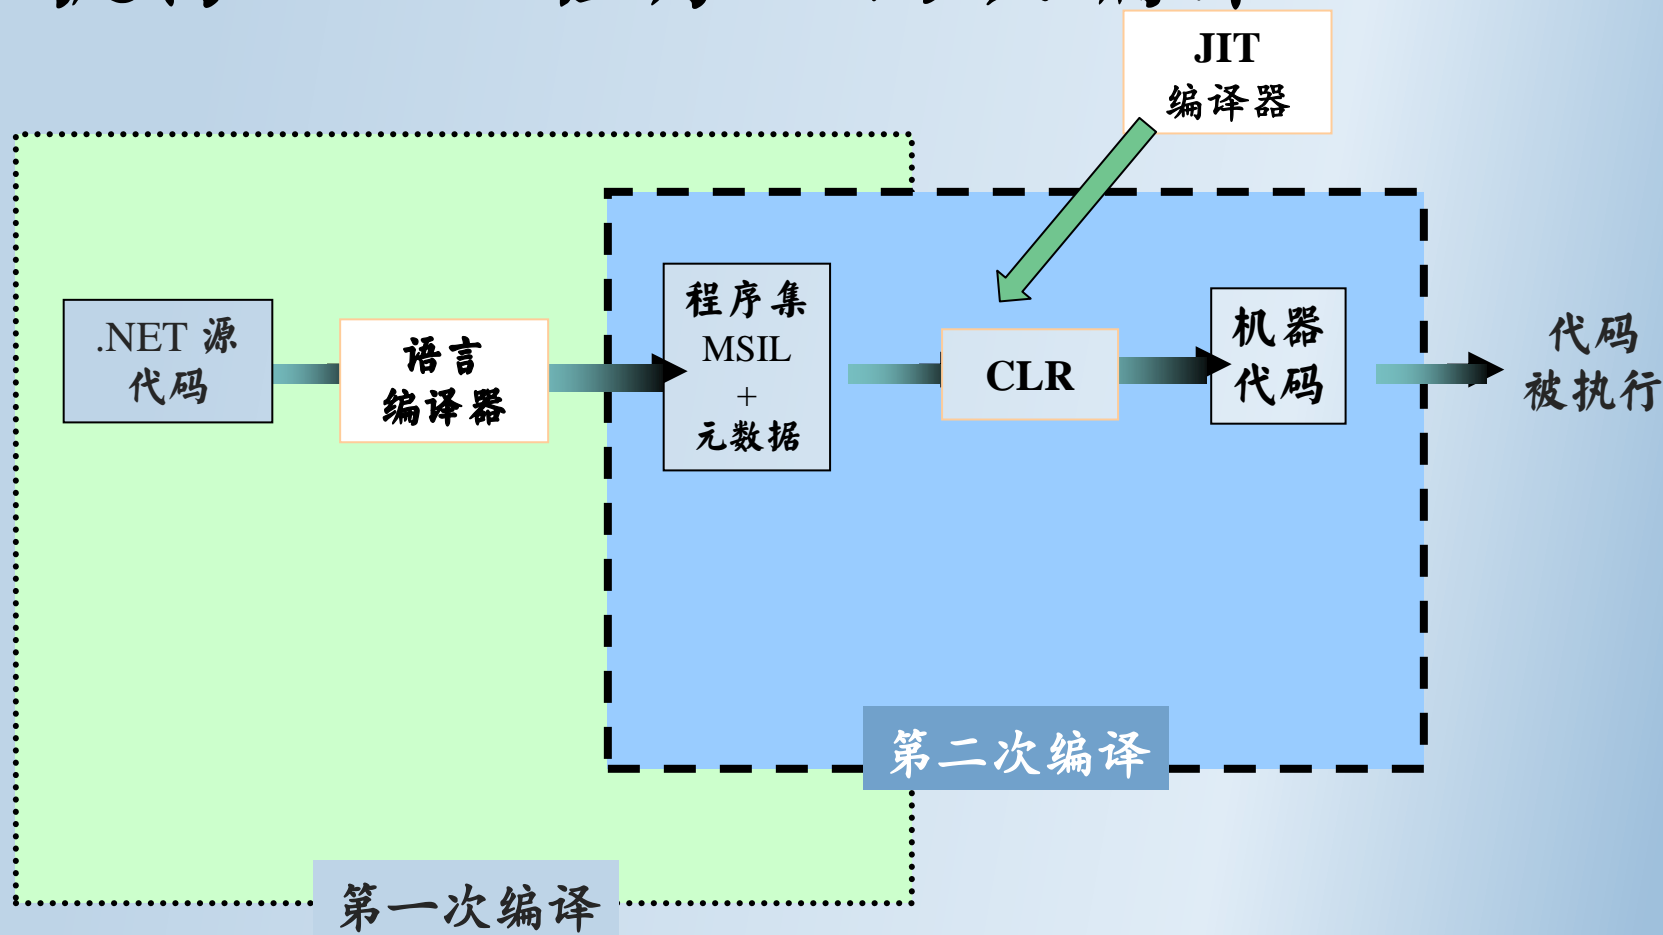 JIT
编译器
.NET 源
代码
语言
编译器
程序集
MSIL
+
元数据
CLR
机器
代码
代码
被执行
第二次编译
第一次编译